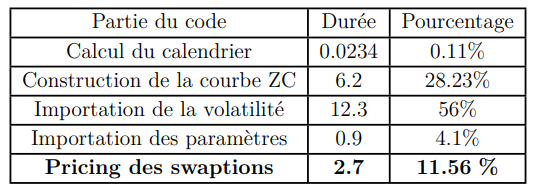 Partie du code Durée Pourcentage
Calcul du calendrier 0.0234 0.11%
Construction de la courbe ZC 6.2 28.23%
Importation de la volatilité 12.3 56%
Importation des paramètres 0.9 4.1%
Pricing des swaptions 2.7 11.56 %